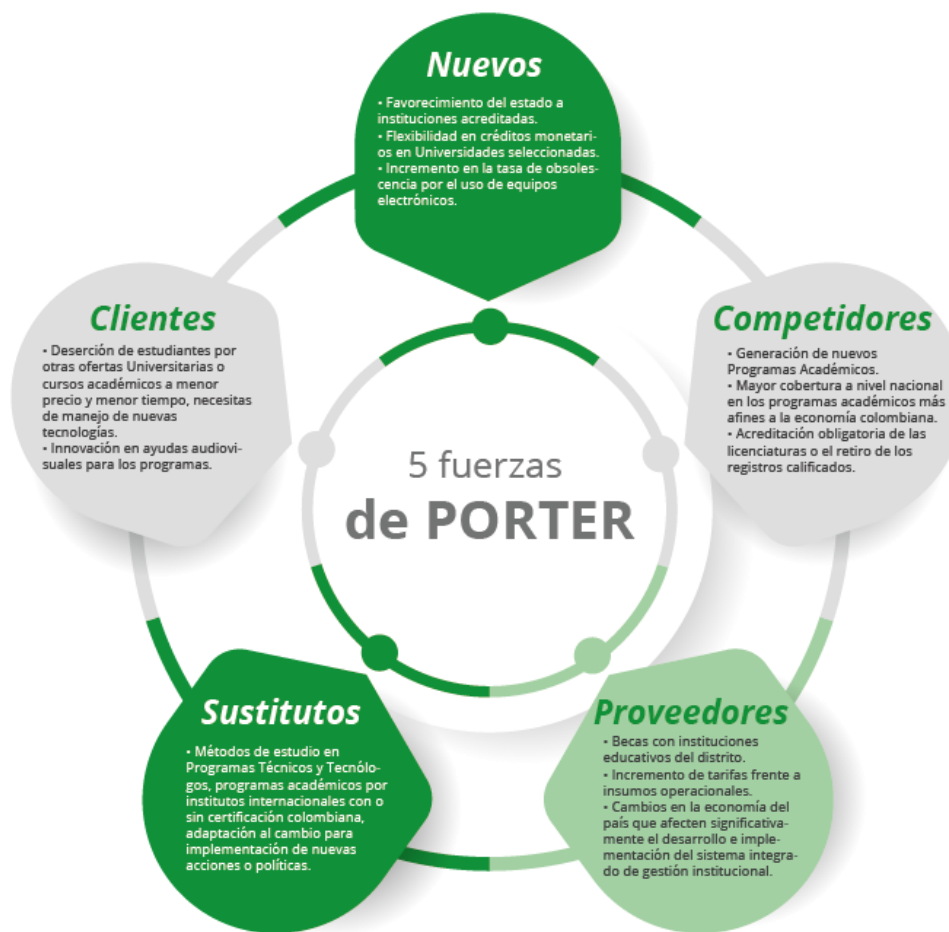 Nuevos
• Favorecimiento del estado a
instituciones acreditadas.
• Flexibilidad en créditos monetari-
os en Universidades seleccionadas.
• Incremento en la tasa de obsoles-
cencia por el uso de equipos
electrónicos.
Clientes
• Deserción de estudiantes por
otras ofertas Universitarias o
cursos académicos a menor
precio y menor tiempo, necesitas
de manejo de nuevas
tecnologías.
• Innovación en ayudas audiovi-
suales para los programas.
Competidores
• Generación de nuevos
Programas Académicos.
• Mayor cobertura a nivel nacional
en los programas académicos más
afines a la economía colombiana.
• Acreditación obligatoria de las
licenciaturas o el retiro de los
registros calificados.
5 fuerzas
de PORTER
Sustitutos
• Métodos de estudio en
Programas Técnicos y Tecnólo-
gos, programas académicos por
institutos internacionales con o
sin certificación colombiana,
adaptación al cambio para
implementación de nuevas
acciones o políticas.
Proveedores
• Becas con instituciones
educativos del distrito.
• Incremento de tarifas frente a
insumos operacionales.
• Cambios en la economía del
país que afecten significativa-
mente el desarrollo e imple-
mentación del sistema integra-
do de gestión institucional.